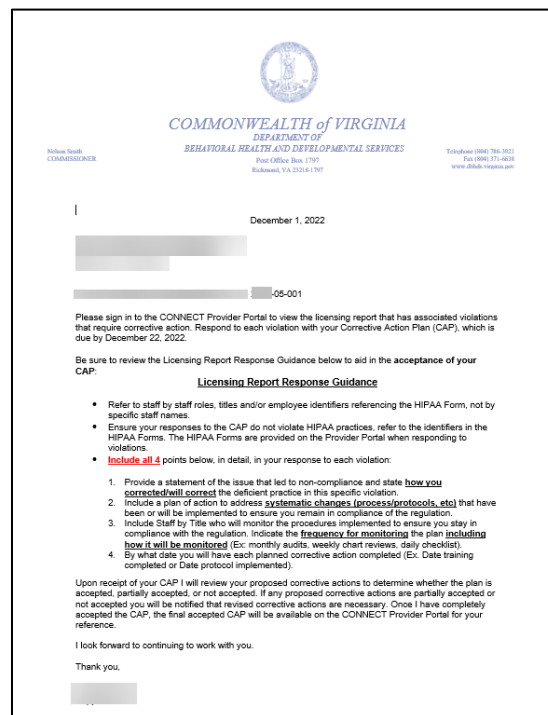 COMMONWEALTH of VIRGINIA
DEPARTMENT OF
BEHAVIORAL HEALTH AND DEVELOPMENTAL SERVICES
Post Office Box 1797
Richmond, VA 23218-1797
Nelson Smith
COMMISSIONER
Telephone (804) 786-3921
Fax (804) 371-6638
www.dbhds.virginia.gov
December 1, 2022
-05-001
Please sign in to the CONNECT Provider Portal to view the licensing report that has associated violations
that require corrective action. Respond to each violation with your Corrective Action Plan (CAP), which is
due by December 22, 2022.
Be sure to review the Licensing Report Response Guidance below to aid in the acceptance of your
CAP:
Licensing Report Response Guidance
• Refer to staff by staff roles, titles and/or employee identifiers referencing the HIPAA Form, not by
specific staff names.
• Ensure your responses to the CAP do not violate HIPAA practices, refer to the identifiers in the
HIPAA Forms. The HIPAA Forms are provided on the Provider Portal when responding to
violations.
• Include all 4 points below, in detail, in your response to each violation:
1. Provide a statement of the issue that led to non-compliance and state how you
corrected/will correct the deficient practice in this specific violation.
2. Include a plan of action to address systematic changes (process/protocols, etc) that have
been or will be implemented to ensure you remain in compliance of the regulation.
3. Include Staff by Title who will monitor the procedures implemented to ensure you stay in
compliance with the regulation. Indicate the frequency for monitoring the plan including
how it will be monitored (Ex: monthly audits, weekly chart reviews, daily checklist).
4. By what date you will have each planned corrective action completed (Ex. Date training
completed or Date protocol implemented).
Upon receipt of your CAP I will review your proposed corrective actions to determine whether the plan is
accepted, partially accepted, or not accepted. If any proposed corrective actions are partially accepted or
not accepted you will be notified that revised corrective actions are necessary. Once I have completely
accepted the CAP, the final accepted CAP will be available on the CONNECT Provider Portal for your
reference.
I look forward to continuing to work with you.
Thank you,